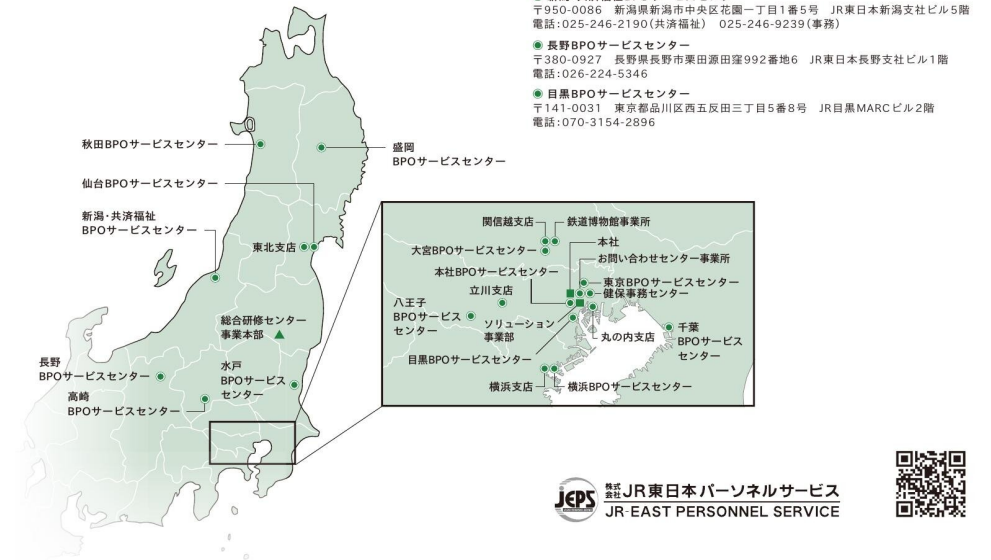 〒950-0086　新潟県新潟市中央区花園一丁目1番5号　JR東日本新潟支社ビル5階
電話：025-246-2190（共済福祉）　025-246-9239（事務）
長野BPOサービスセンター
〒380-0927　長野県長野市栗田源田窪992番地6　JR東日本長野支社ビル1階
電話：026-224-5346
目黒BPOサービスセンター
〒141-0031　東京都品川区西五反田三丁目5番8号　JR目黒MARCビル2階
電話：070-3154-2896
秋田BPOサービスセンター
盛岡
BPOサービスセンター
仙台BPOサービスセンター
新潟・共済福祉
BPOサービスセンター
東北支店
総合研修センター
事業本部
長野
BPOサービスセンター
水戸
BPOサービス
センター
高崎
BPOサービスセンター
関信越支店
鉄道博物館事業所
大宮BPOサービスセンター
本社
お問い合わせセンター事業所
本社BPOサービスセンター
東京BPOサービスセンター
健保事務センター
立川支店
八王子
BPOサービス
センター
ソリューション
事業部
丸の内支店
千葉
BPOサービス
センター
目黒BPOサービスセンター
横浜支店
横浜BPOサービスセンター
JEPS
株式会社JR東日本パーソネルサービス
JR-EAST PERSONNEL SERVICE